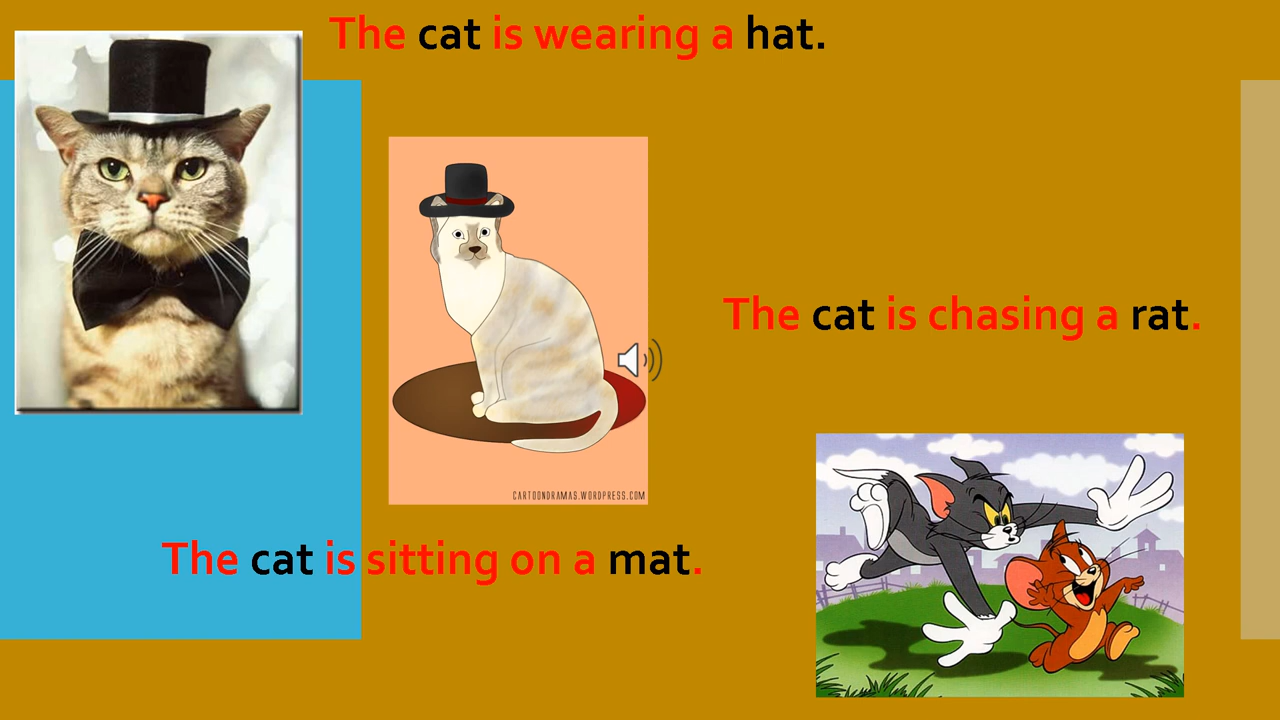 The cat is wearing a hat.
The cat is chasing a rat.
CARTOONDRAMAS.WORDPRESS.COM
The cat is sitting on a mat.